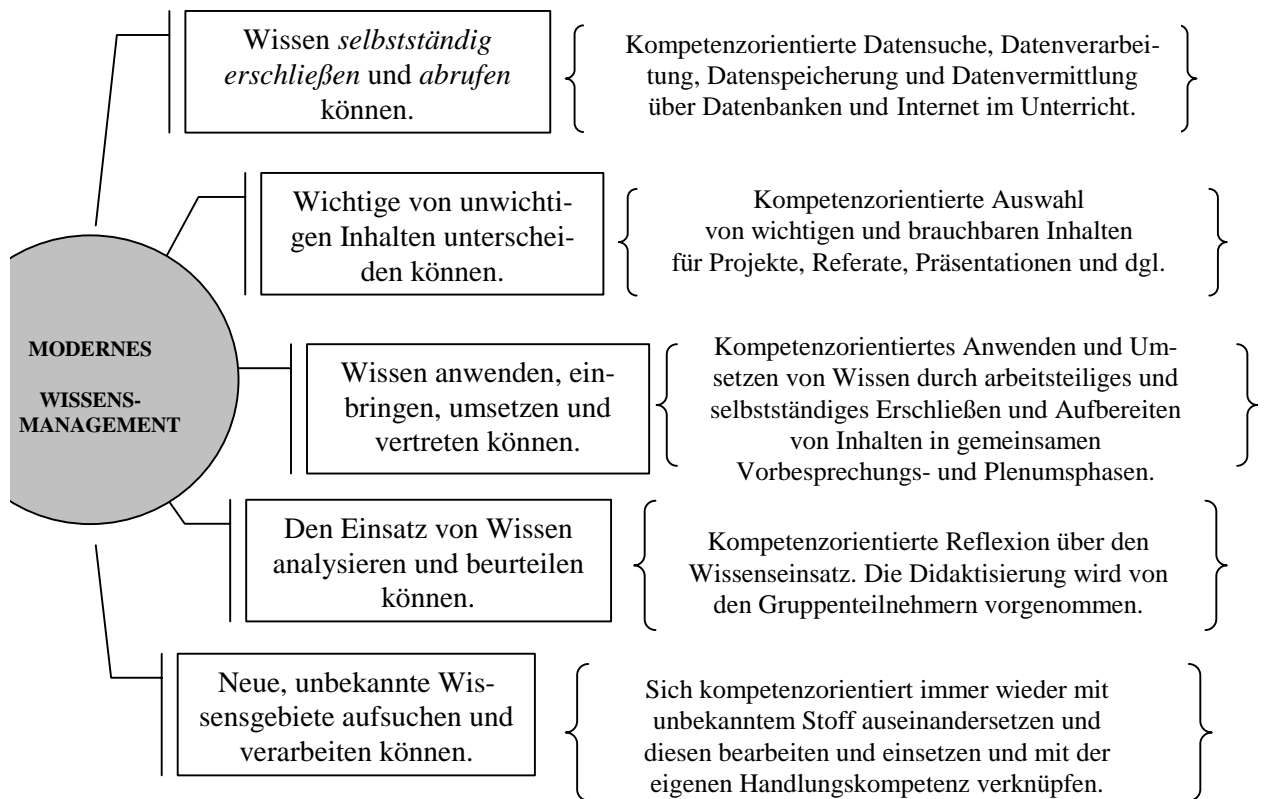 Wissen selbstständig
erschließen und abrufen
können.
Kompetenzorientierte Datensuche, Datenverarbei-
tung, Datenspeicherung und Datenvermittlung
über Datenbanken und Internet im Unterricht.
Wichtige von unwichti-
gen Inhalten unterschei-
den können.
Kompetenzorientierte Auswahl
von wichtigen und brauchbaren Inhalten
für Projekte, Referate, Präsentationen und dgl.
MODERNES
WISSENS-
MANAGEMENT
Wissen anwenden, ein-
bringen, umsetzen und
vertreten können.
Kompetenzorientiertes Anwenden und Um-
setzen von Wissen durch arbeitsteiliges und
selbstständiges Erschließen und Aufbereiten
von Inhalten in gemeinsamen
Vorbesprechungs- und Plenumsphasen.
Den Einsatz von Wissen
analysieren und beurteilen
können.
Kompetenzorientierte Reflexion über den
Wissenseinsatz. Die Didaktisierung wird von
den Gruppenteilnehmern vorgenommen.
Neue, unbekannte Wis-
sensgebiete aufsuchen und
verarbeiten können.
Sich kompetenzorientiert immer wieder mit
unbekanntem Stoff auseinandersetzen und
diesen bearbeiten und einsetzen und mit der
eigenen Handlungskompetenz verknüpfen.